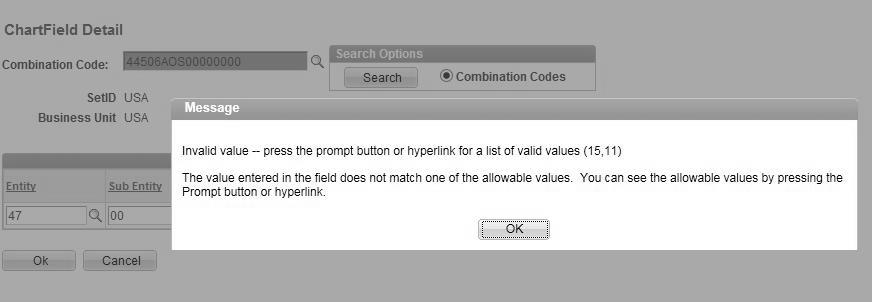 ChartField Detail
Combination Code: 44506AOS00000000
Search Options
Search Combination Codes
SetID USA
Business Unit USA
Message
Invalid value -- press the prompt button or hyperlink for a list of valid values (15,11)
The value entered in the field does not match one of the allowable values. You can see the allowable values by pressing the
Prompt button or hyperlink.
OK
Entity Sub Entity
47 00
Ok Cancel